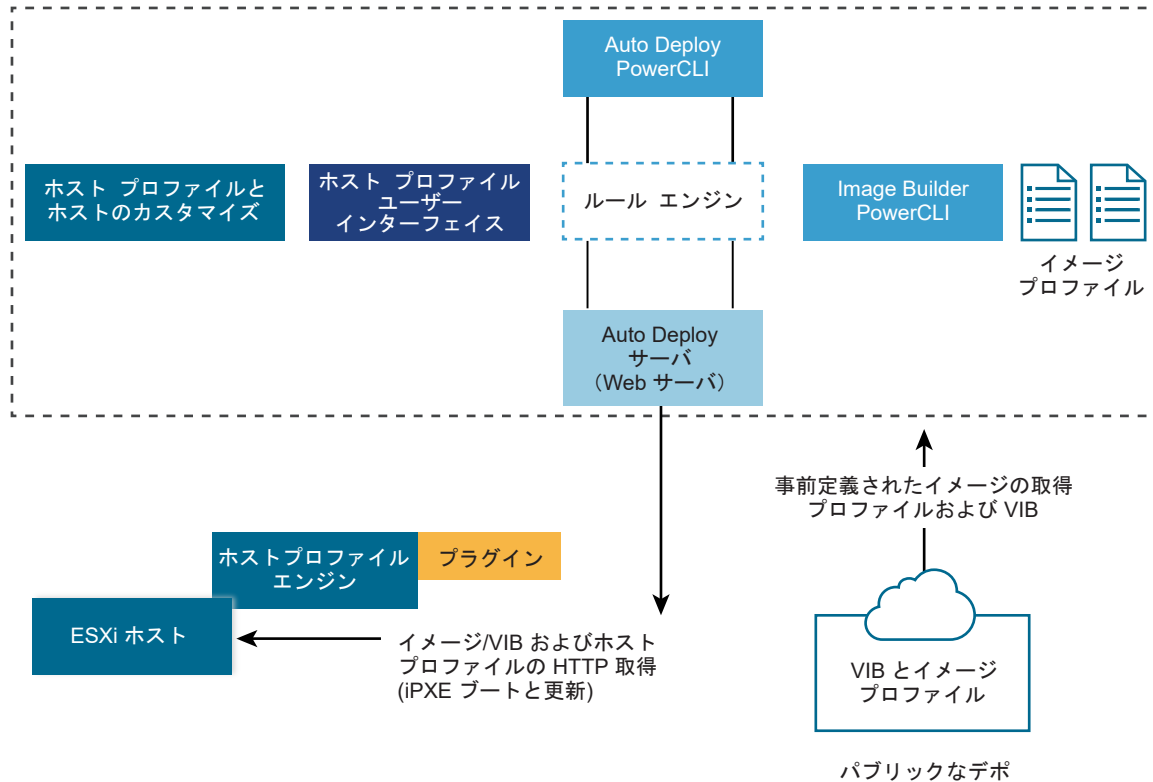 Auto Deploy
PowerCLI
ホスト プロファイルと
ホストのカスタマイズ
ホスト プロファイル
ユーザー
インターフェイス
ルール エンジン
Image Builder
PowerCLI
イメージ
プロファイル
Auto Deploy
サーバ
（Web サーバ）
事前定義されたイメージの取得
プロファイルおよび VIB
ホストプロファイル
エンジン
プラグイン
ESXi ホスト
イメージ/VIB およびホスト
プロファイルの HTTP 取得
(iPXE ブートと更新)
VIB とイメージ
プロファイル
パブリックなデポ